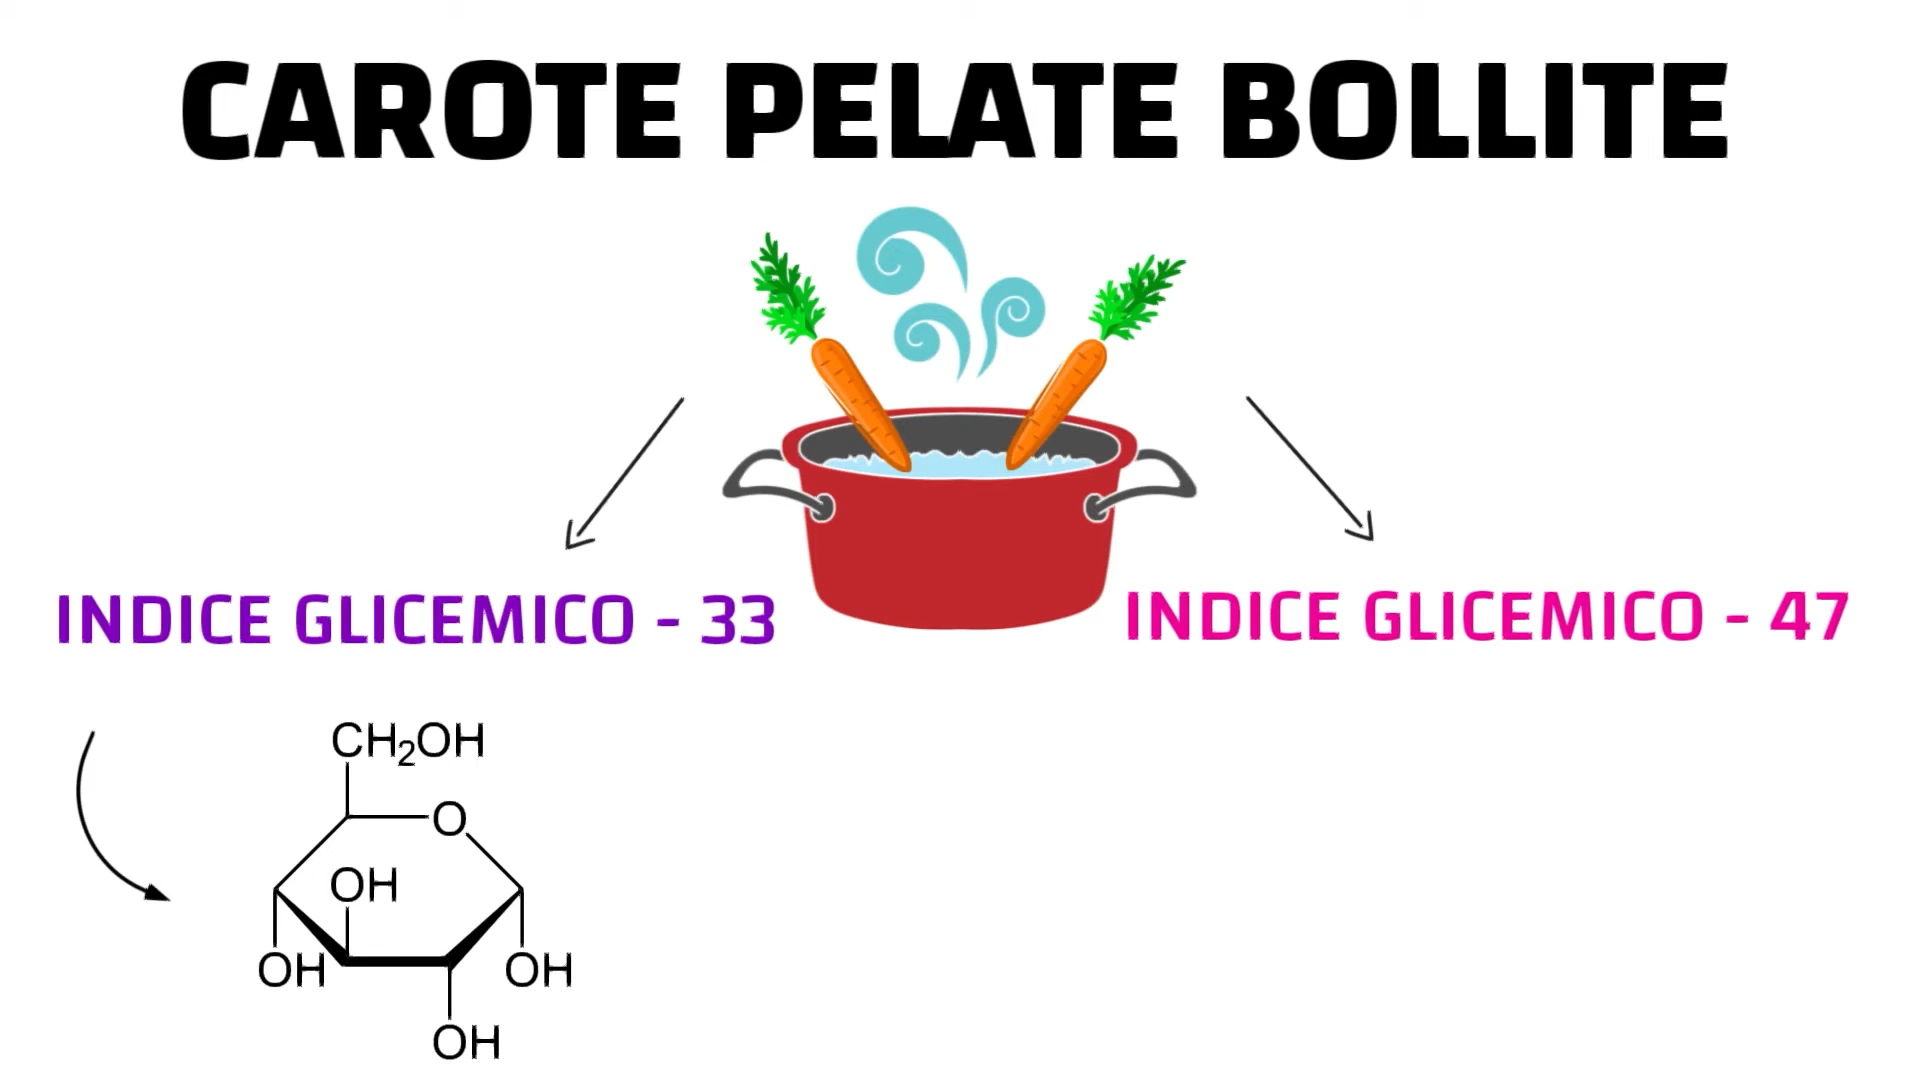 CAROTE PELATE BOLLITE
INDICE GLICEMICO - 33
INDICE GLICEMICO - 47
CH₂OH
O
OH
OH
OH
OH